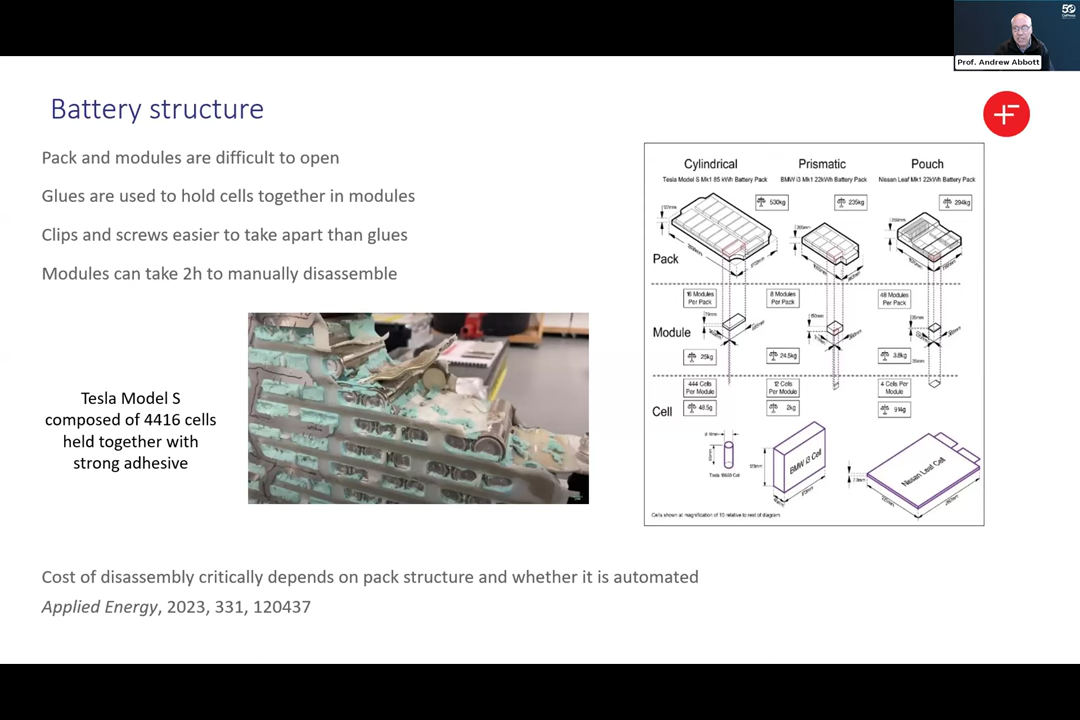 50
Prof. Andrew Abbott
Battery structure
Pack and modules are difficult to open
Glues are used to hold cells together in modules
Clips and screws easier to take apart than glues
Modules can take 2h to manually disassemble
Tesla Model S
composed of 4416 cells
held together with
strong adhesive
Cylindrical
Prismatic
Pouch
Tesla Model S Mk1 85 kWh Battery Pack
BMW i3 Mk1 22kWh Battery Pack
Nissan Leaf Mk1 22kWh Battery Pack
530kg
235kg
294kg
Pack
16 Modules
Per Pack
8 Modules
Per Pack
48 Modules
Per Pack
Module
25kg
24.5kg
3.8kg
444 Cells
Per Module
12 Cells
Per Module
4 Cells Per
Module
Cell
48.5g
2kg
914g
Tesla 18650 Cell
BMW i3 Cell
Nissan Leaf Cell
Cells shown at magnification of 10 relative to rest of diagram
Cost of disassembly critically depends on pack structure and whether it is automated
Applied Energy, 2023, 331, 120437